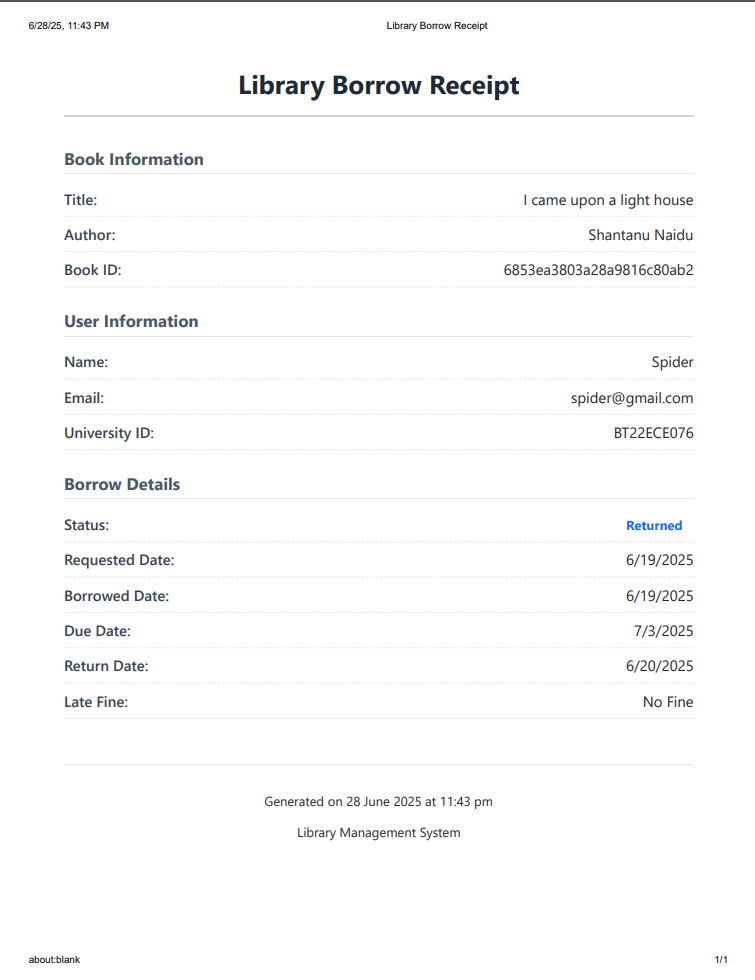 6/28/25, 11:43 PM Library Borrow Receipt
Library Borrow Receipt
Book Information
Title: I came upon a light house
Author: Shantanu Naidu
Book ID: 6853ea3803a28a9816c80ab2
User Information
Name: Spider
Email: spider@gmail.com
University ID: BT22ECE076
Borrow Details
Status: Returned
Requested Date: 6/19/2025
Borrowed Date: 6/19/2025
Due Date: 7/3/2025
Return Date: 6/20/2025
Late Fine: No Fine
Generated on 28 June 2025 at 11:43 pm
Library Management System
about:blank 1/1